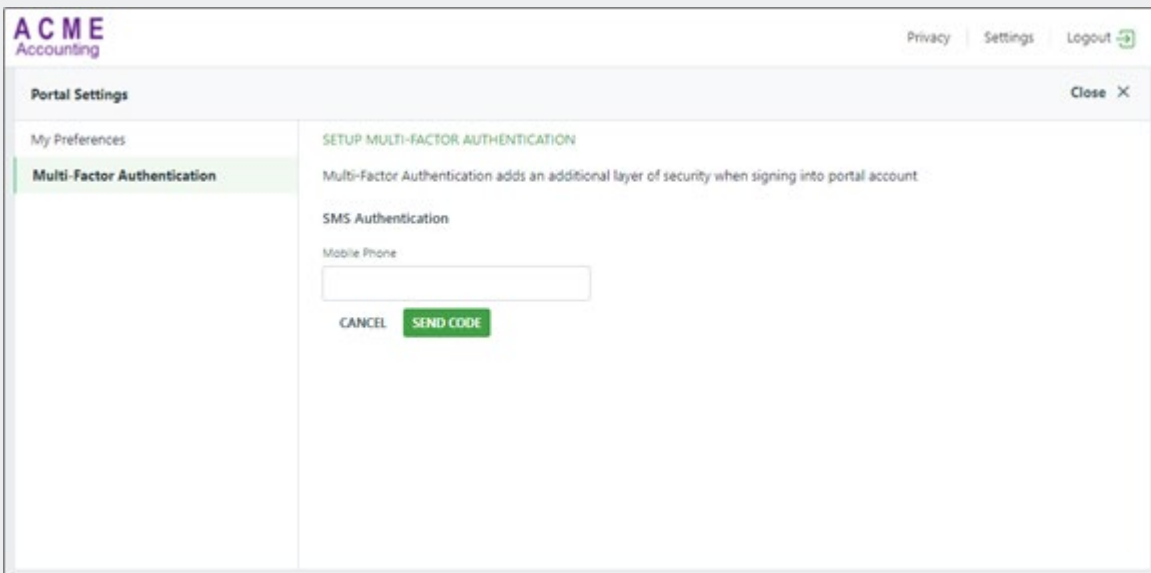 ACME
Accounting
Privacy
Settings
Logout
Portal Settings
Close
My Preferences
Multi-Factor Authentication
SETUP MULTI-FACTOR AUTHENTICATION
Multi-Factor Authentication adds an additional layer of security when signing into portal account
SMS Authentication
Mobile Phone
CANCEL
SEND CODE